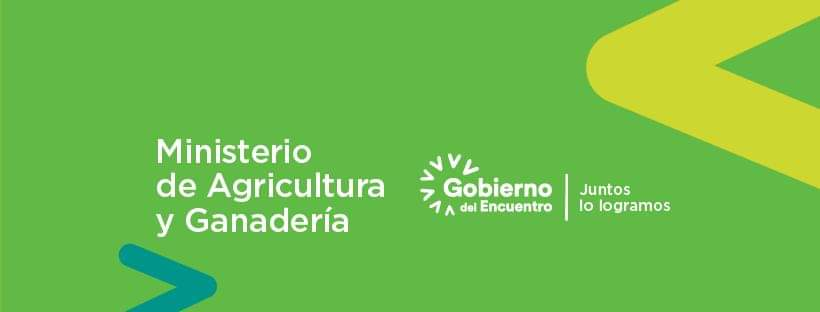 Ministerio
de Agricultura
y Ganadería
Gobierno
del Encuentro
Juntos
lo logramos